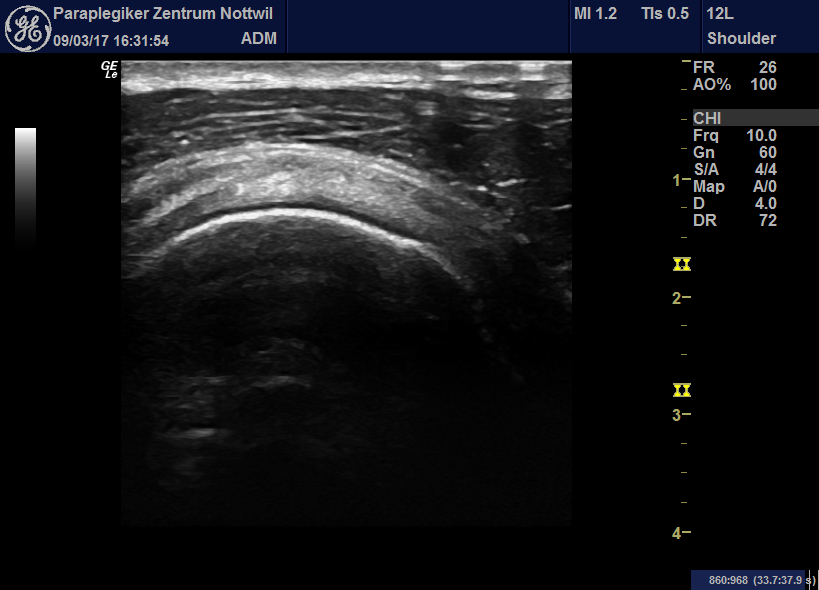 Paraplegiker Zentrum Nottwil
09/03/17 16:31:54 ADM
MI 1.2 TIs 0.5
12L
Shoulder
GE
Le
FR 26
AO% 100
CHI
Frq 10.0
Gn 60
S/A 4/4
Map A/0
D 4.0
DR 72
1
2
3
4
860:968 (33.7:37.9 s)